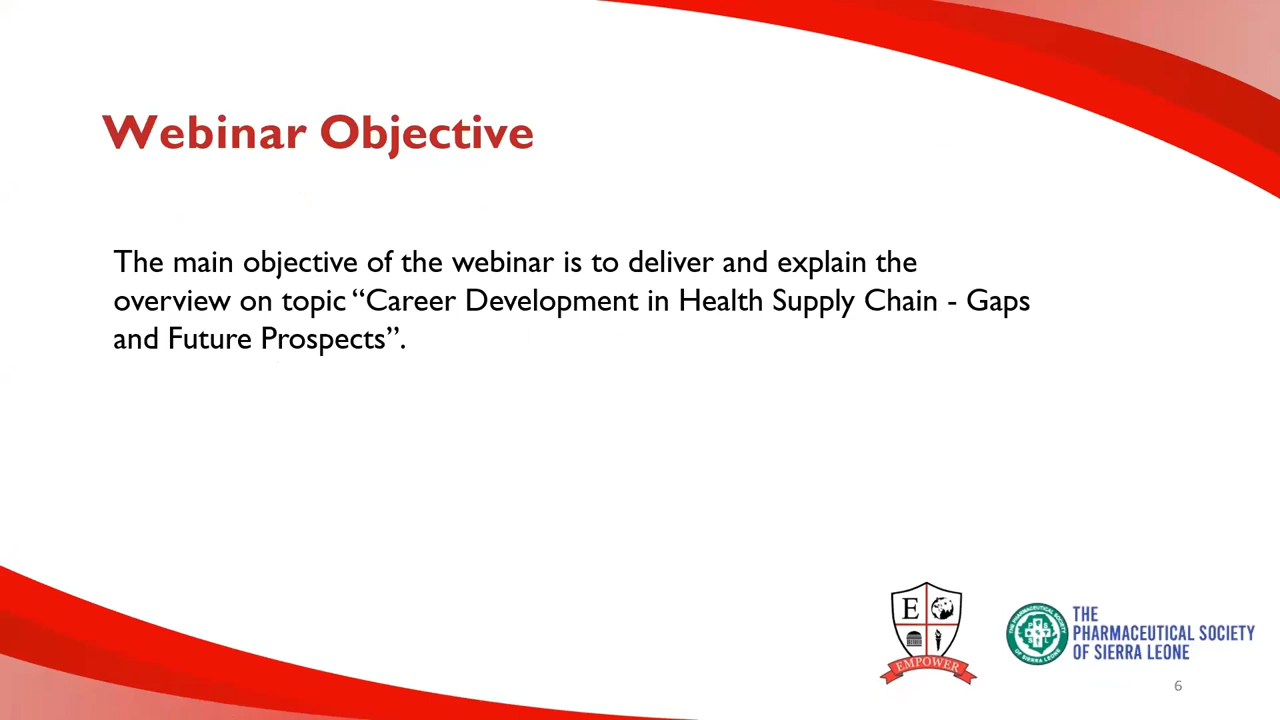 Webinar Objective
The main objective of the webinar is to deliver and explain the
overview on topic “Career Development in Health Supply Chain - Gaps
and Future Prospects”.
E
EMPOWER
THE
PHARMACEUTICAL SOCIETY
OF SIERRA LEONE
6